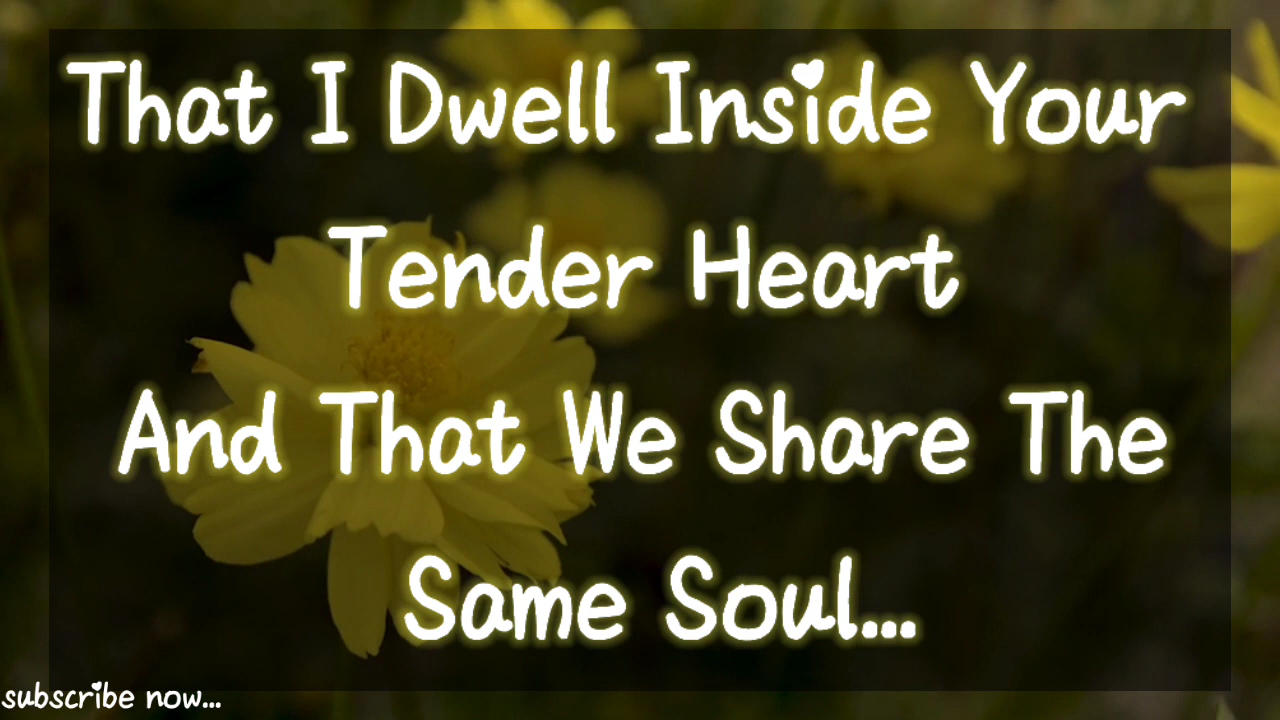 That I Dwell Inside Your
Tender Heart
And That We Share The
Same Soul...
subscribe now...